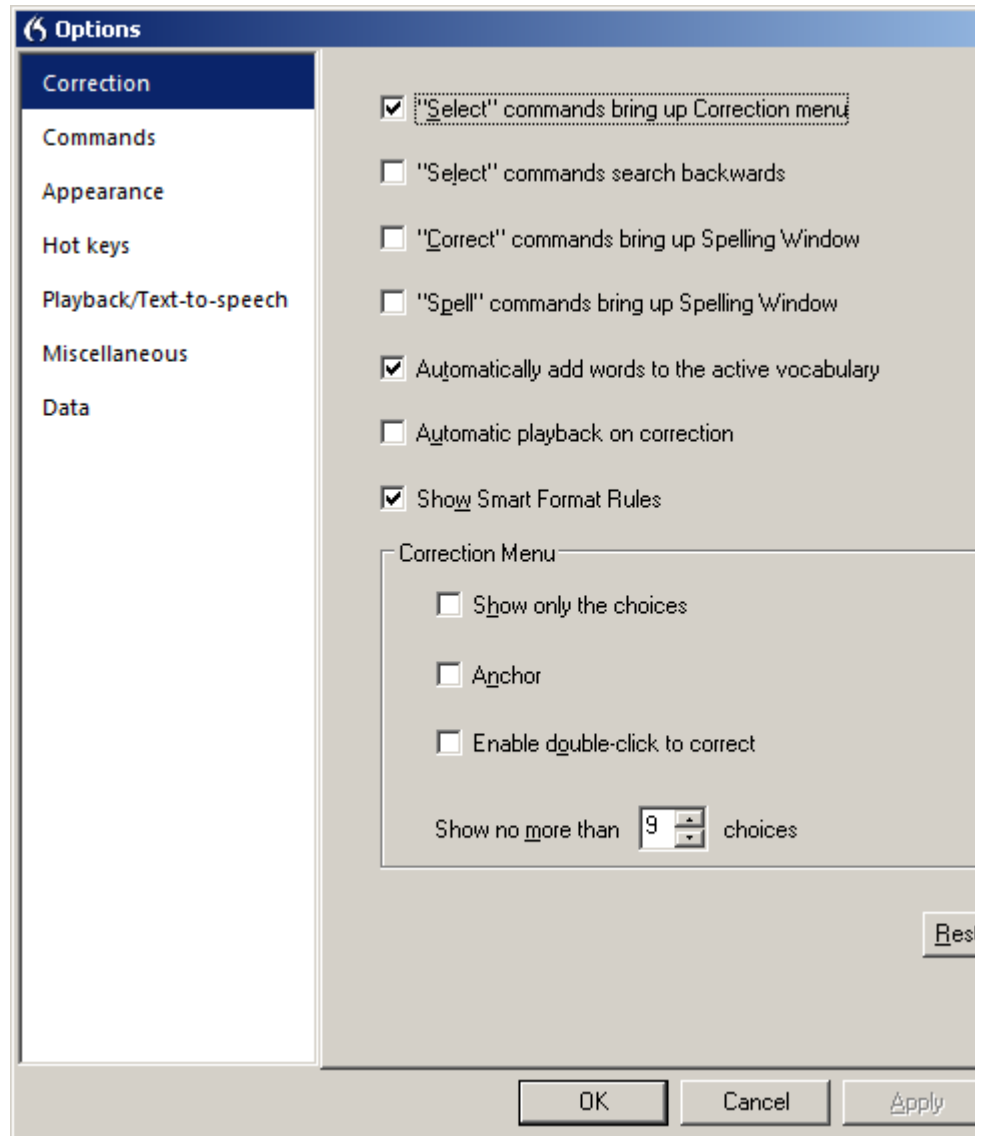 Options
Correction
Commands
Appearance
Hot keys
Playback/Text-to-speech
Miscellaneous
Data
"Select" commands bring up Correction menu
"Select" commands search backwards
"Correct" commands bring up Spelling Window
"Spell" commands bring up Spelling Window
Automatically add words to the active vocabulary
Automatic playback on correction
Show Smart Format Rules
Correction Menu
Show only the choices
Anchor
Enable double-click to correct
Show no more than 9 choices
OK Cancel Apply